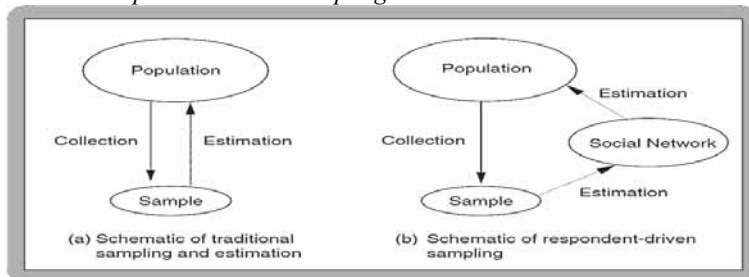 Population
Collection
Estimation
Sample
(a) Schematic of traditional
sampling and estimation
Population
Estimation
Collection
Social Network
Sample
Estimation
(b) Schematic of respondent-driven
sampling